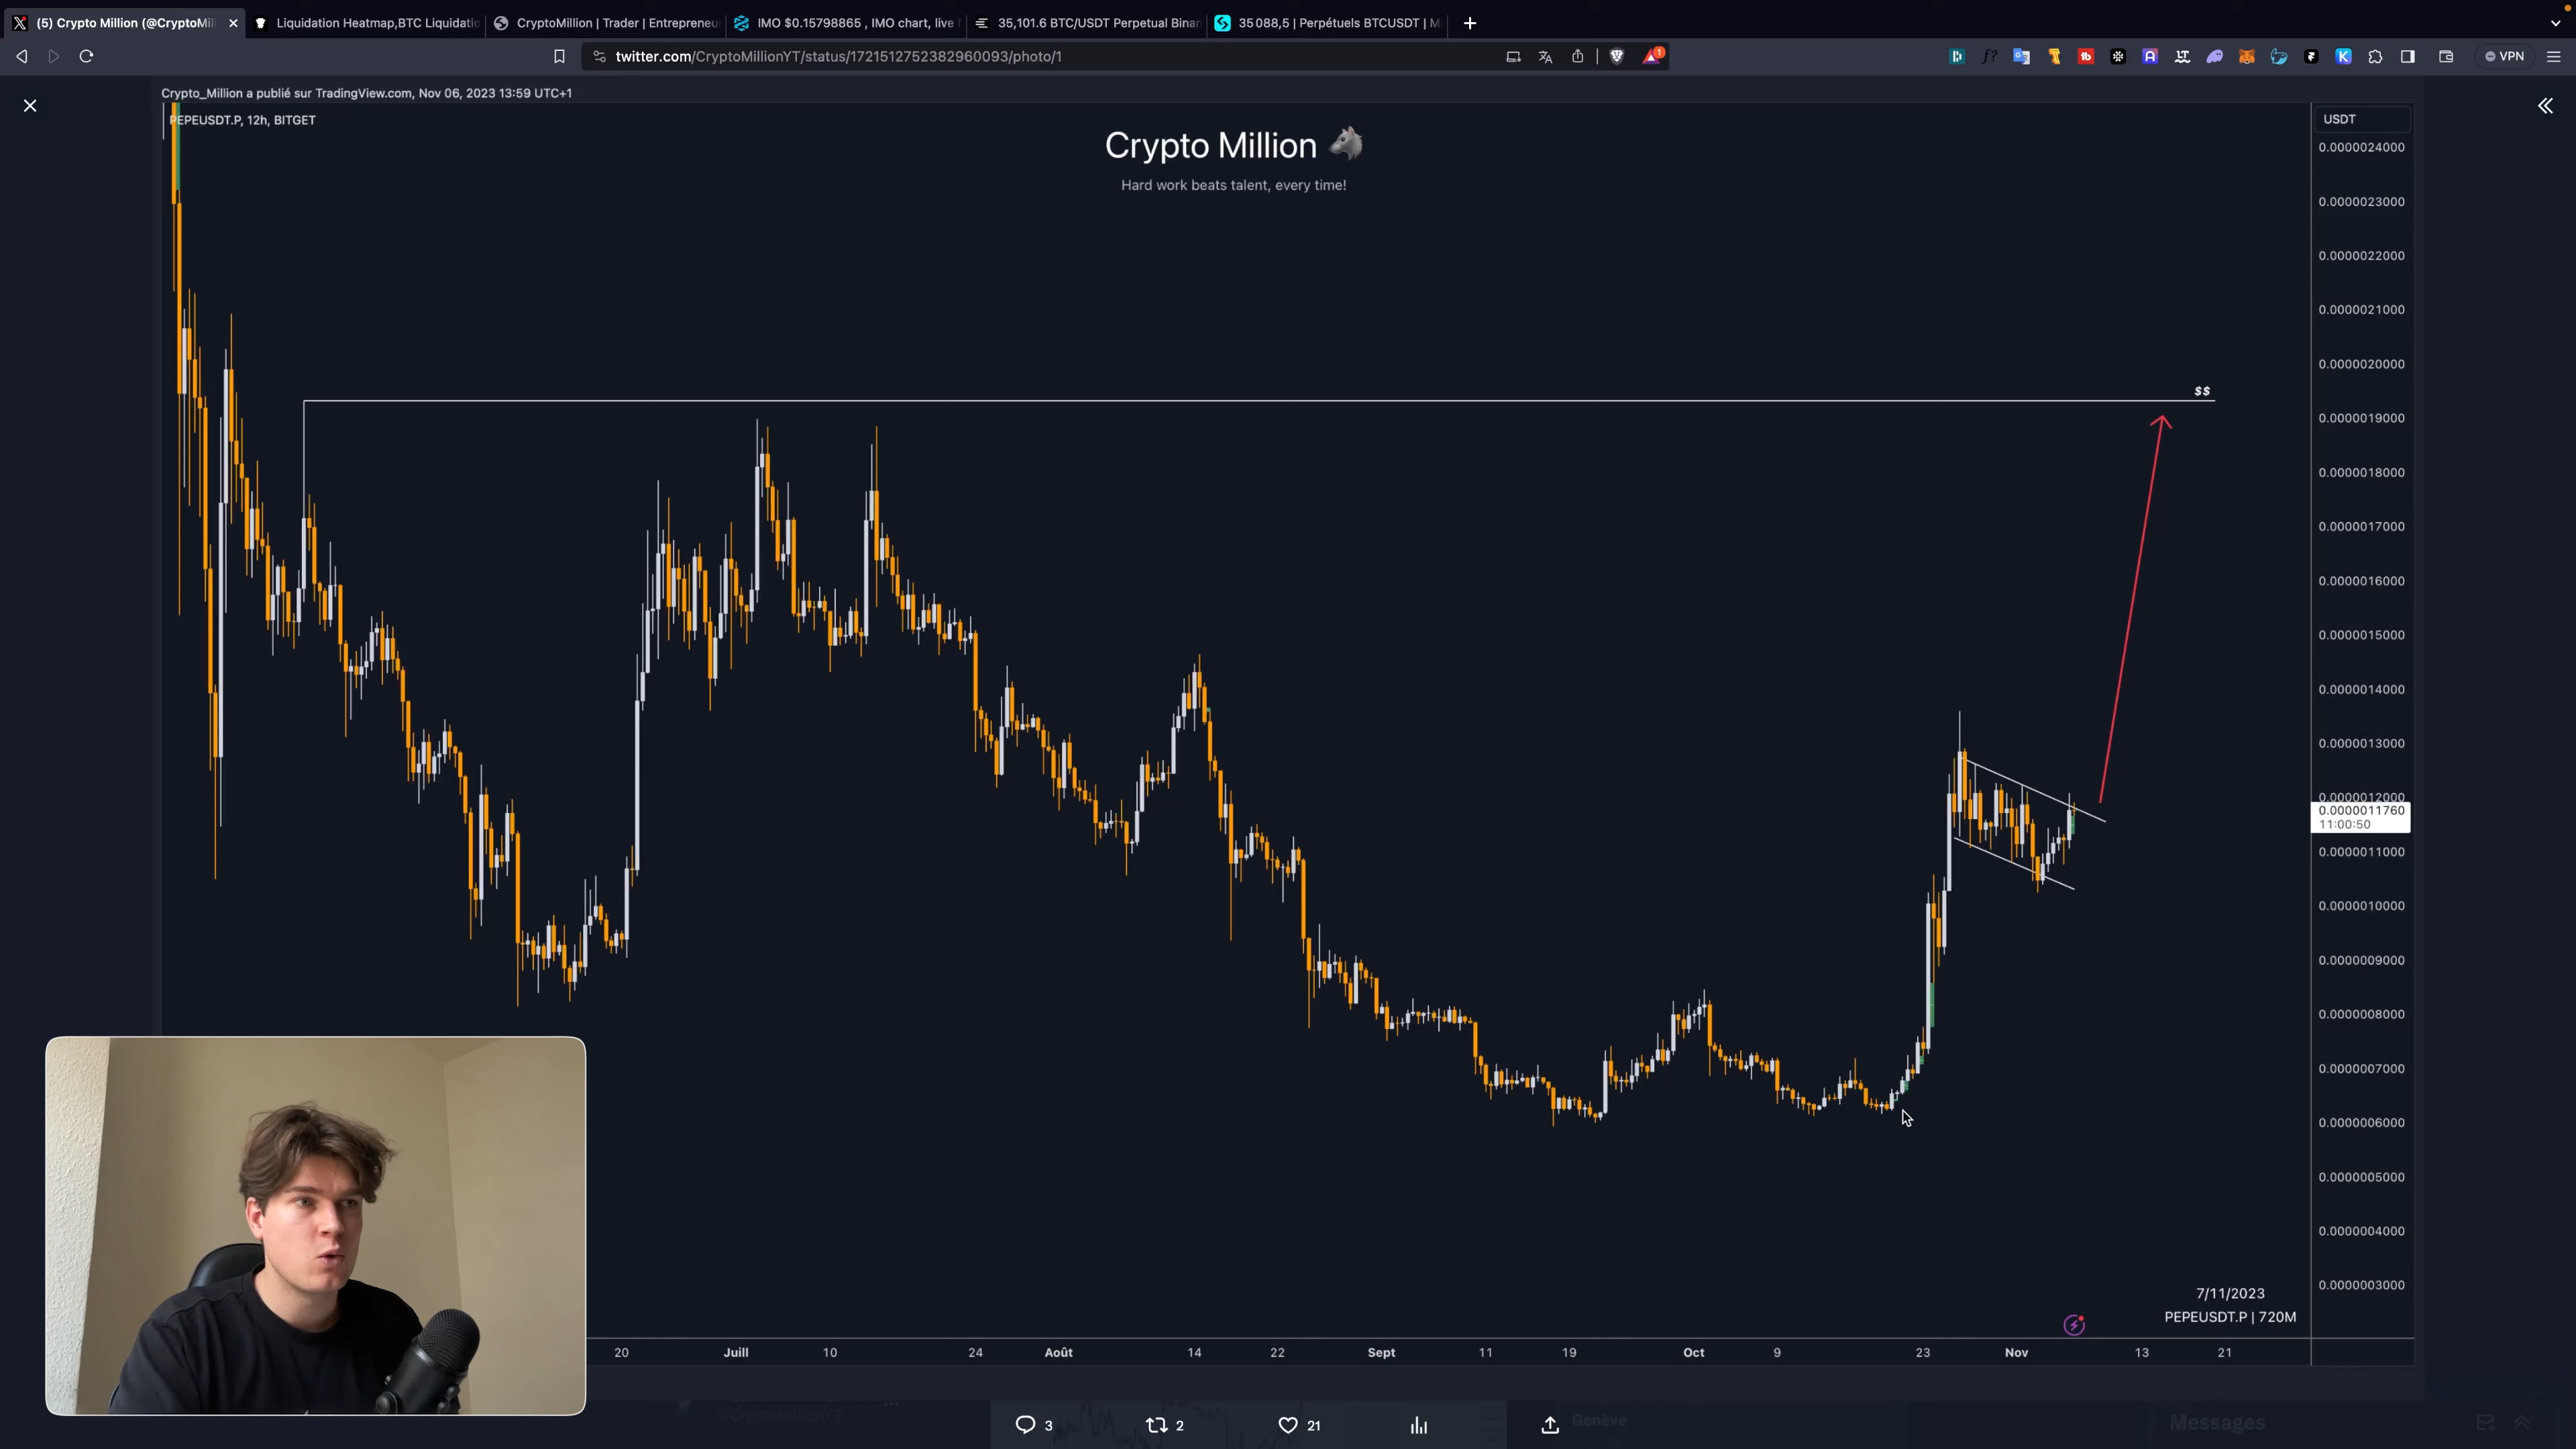 (5) Crypto Million (@CryptoMil
Liquidation Heatmap,BTC Liquidatio
CryptoMillion | Trader | Entrepreneu
IMO $0.15798865 , IMO chart, live
35,101.6 BTC/USDT Perpetual Binan
35 088,5 | Perpétuels BTCUSDT | M
twitter.com/CryptoMillionYT/status/1721512752382960093/photo/1
1
VPN
Crypto_Million a publié sur TradingView.com, Nov 06, 2023 13:59 UTC+1
PEPEUSDT.P, 12h, BITGET
Crypto Million
Hard work beats talent, every time!
USDT
0.0000024000
0.0000023000
0.0000022000
0.0000021000
0.0000020000
$$
0.0000019000
0.0000018000
0.0000017000
0.0000016000
0.0000015000
0.0000014000
0.0000013000
0.0000012000
0.0000011760
11:00:50
0.0000011000
0.0000010000
0.0000009000
0.0000008000
0.0000007000
0.0000006000
0.0000005000
0.0000004000
0.0000003000
7/11/2023
PEPEUSDT.P | 720M
20 Juill 10 24 Août 14 22 Sept 11 19 Oct 9 23 Nov 13 21
@CryptoMillionYT
3 2 21
Genève
Messages